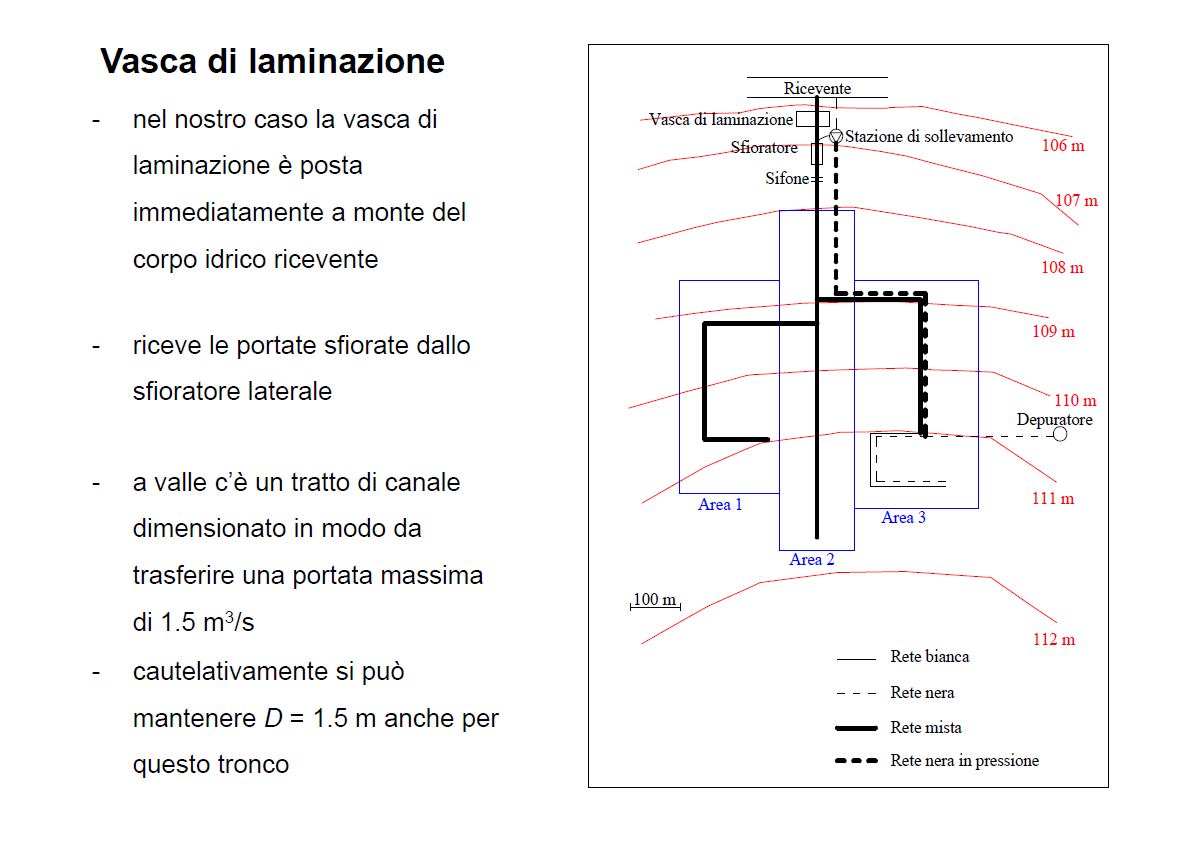 Vasca di laminazione
- nel nostro caso la vasca di
laminazione è posta
immediatamente a monte del
corpo idrico ricevente
- riceve le portate sfiorate dallo
sfioratore laterale
- a valle c’è un tratto di canale
dimensionato in modo da
trasferire una portata massima
di 1.5 m³/s
- cautelativamente si può
mantenere D = 1.5 m anche per
questo tronco
Ricevente
Vasca di laminazione
Stazione di sollevamento
Sfioratore
106 m
Sifone
107 m
108 m
109 m
110 m
Depuratore
111 m
Area 1
Area 3
Area 2
100 m
112 m
Rete bianca
Rete nera
Rete mista
Rete nera in pressione